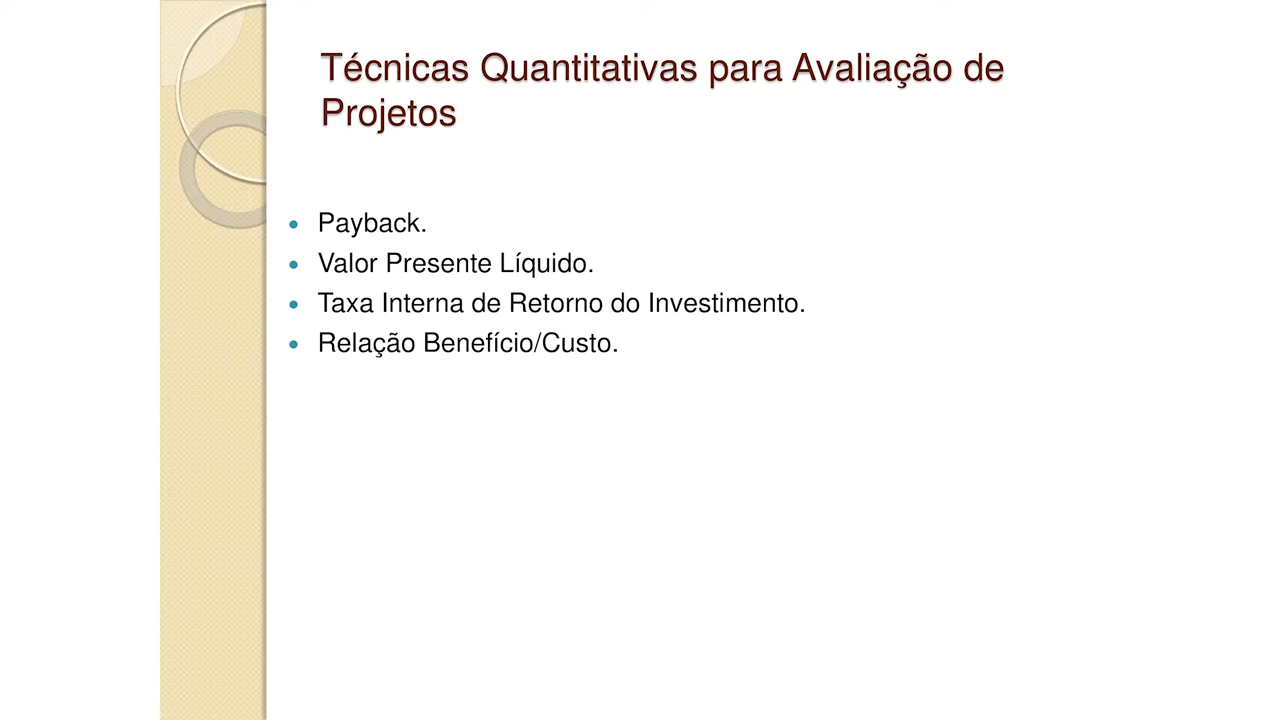 Técnicas Quantitativas para Avaliação de
Projetos
• Payback.
• Valor Presente Líquido.
• Taxa Interna de Retorno do Investimento.
• Relação Benefício/Custo.